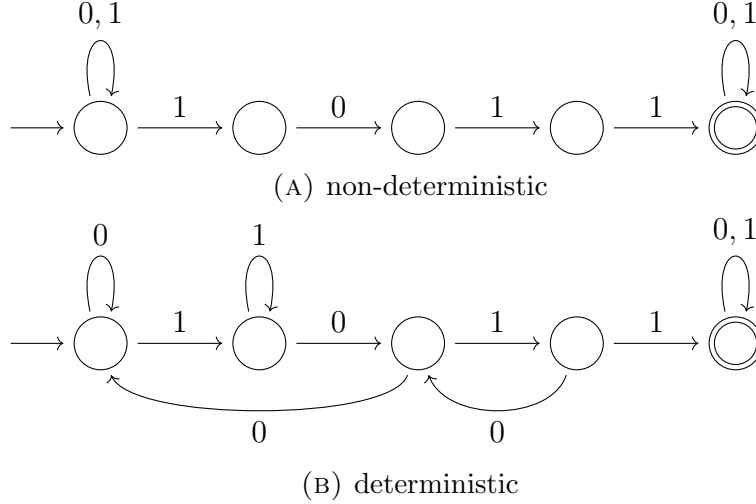 0, 1 0, 1
1 0 1 1
(A) non-deterministic
0 1 0, 1
1 0 1 1
0 0
(B) deterministic